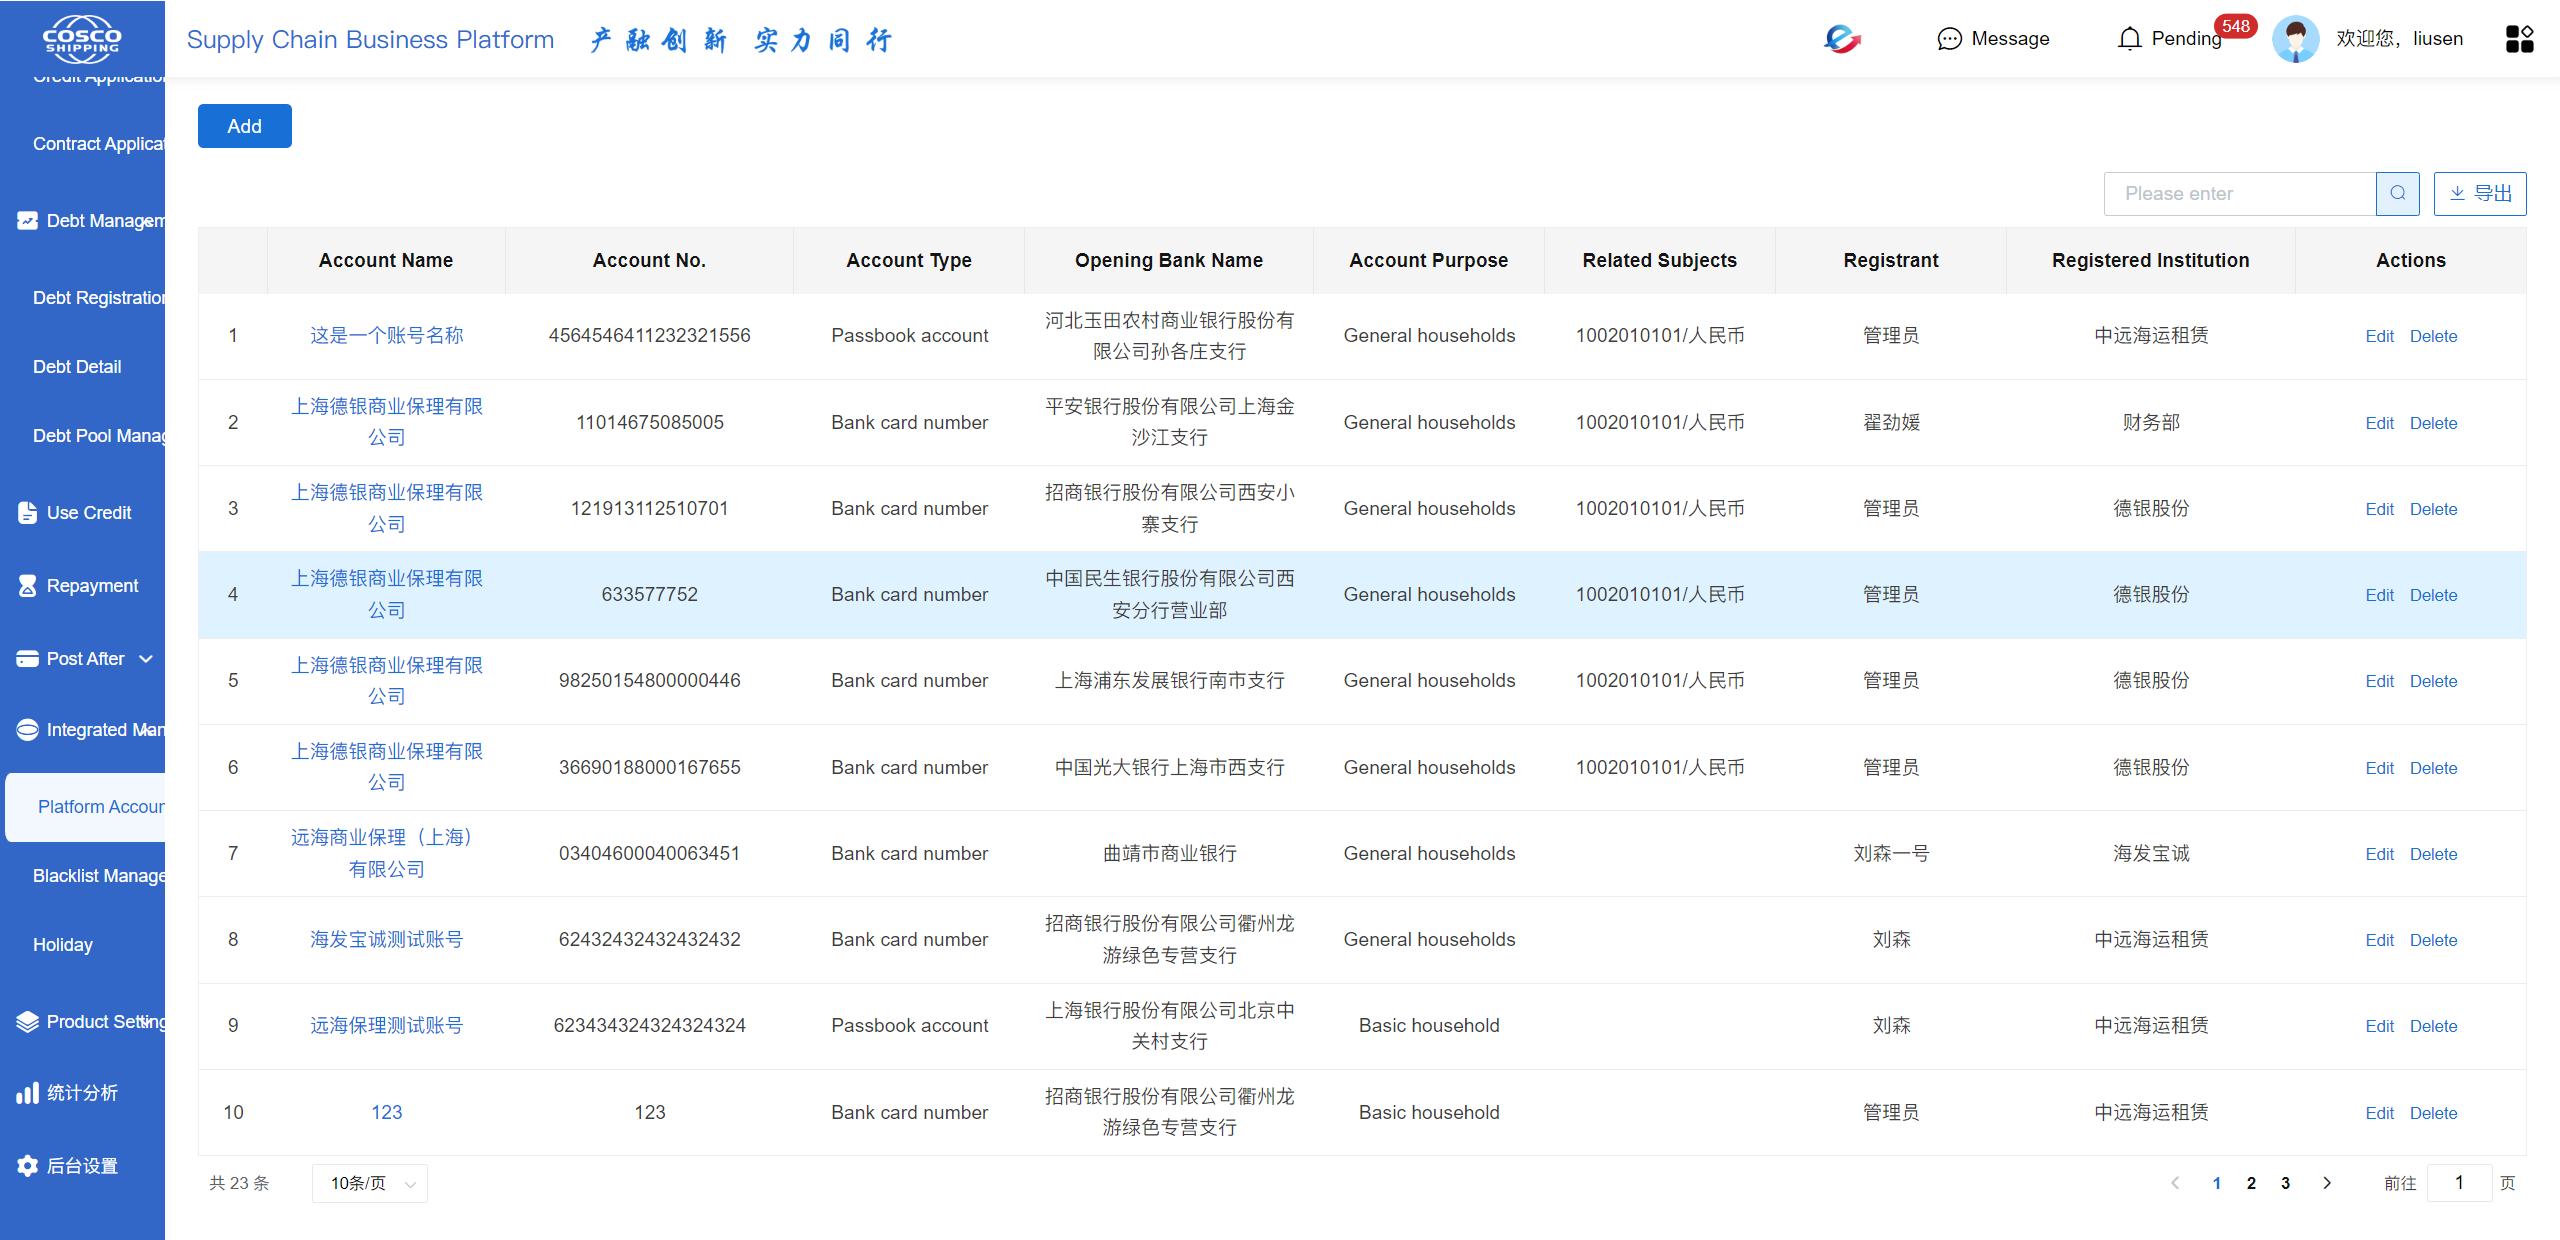 COSCO
SHIPPING
Supply Chain Business Platform
产融创新 实力同行
Message
Pending
548
欢迎您，liusen
Credit Application
Contract Applicat
Debt Managem
Debt Registration
Debt Detail
Debt Pool Manag
Use Credit
Repayment
Post After
Integrated Man
Platform Accoun
Blacklist Manage
Holiday
Product Setting
统计分析
后台设置
Add
Please enter
导出
Account Name Account No. Account Type Opening Bank Name Account Purpose Related Subjects Registrant Registered Institution Actions
1 这是一个账号名称 4564546411232321556 Passbook account 河北玉田农村商业银行股份有 General households 1002010101/人民币 管理员 中远海运租赁 Edit Delete
限公司孙各庄支行
2 上海德银商业保理有限 11014675085005 Bank card number 平安银行股份有限公司上海金 General households 1002010101/人民币 翟劲媛 财务部 Edit Delete
公司 沙江支行
3 上海德银商业保理有限 121913112510701 Bank card number 招商银行股份有限公司西安小 General households 1002010101/人民币 管理员 德银股份 Edit Delete
公司 寨支行
4 上海德银商业保理有限 633577752 Bank card number 中国民生银行股份有限公司西 General households 1002010101/人民币 管理员 德银股份 Edit Delete
公司 安分行营业部
5 上海德银商业保理有限 98250154800000446 Bank card number 上海浦东发展银行南市支行 General households 1002010101/人民币 管理员 德银股份 Edit Delete
公司
6 上海德银商业保理有限 36690188000167655 Bank card number 中国光大银行上海市西支行 General households 1002010101/人民币 管理员 德银股份 Edit Delete
公司
7 远海商业保理（上海） 03404600040063451 Bank card number 曲靖市商业银行 General households 刘森一号 海发宝诚 Edit Delete
有限公司
8 海发宝诚测试账号 62432432432432432 Bank card number 招商银行股份有限公司衢州龙 General households 刘森 中远海运租赁 Edit Delete
游绿色专营支行
9 远海保理测试账号 623434324324324324 Passbook account 上海银行股份有限公司北京中 Basic household 刘森 中远海运租赁 Edit Delete
关村支行
10 123 123 Bank card number 招商银行股份有限公司衢州龙 Basic household 管理员 中远海运租赁 Edit Delete
游绿色专营支行
共 23 条 10条/页 1 2 3 前往 1 页